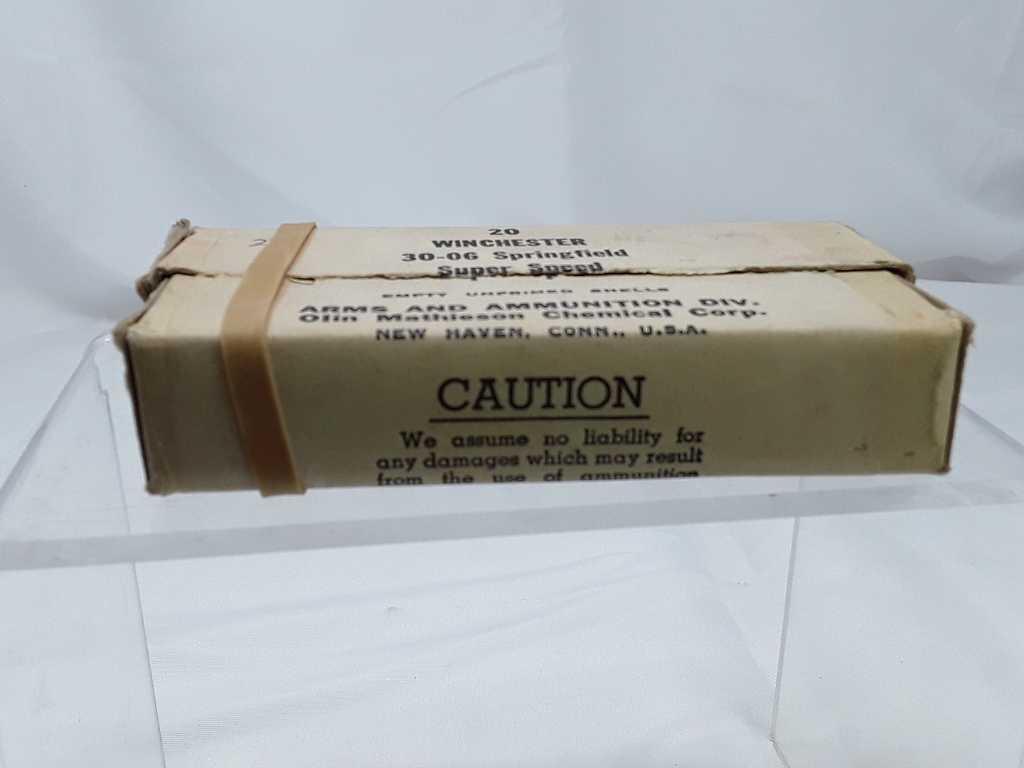 2
20
WINCHESTER
30-06 Springfield
Super Speed
EMPTY UNPRIMED SHELLS
ARMS AND AMMUNITION DIV.
Olin Mathieson Chemical Corp.
NEW HAVEN, CONN., U.S.A.
CAUTION
We assume no liability for
any damages which may result
from the use of ammunition